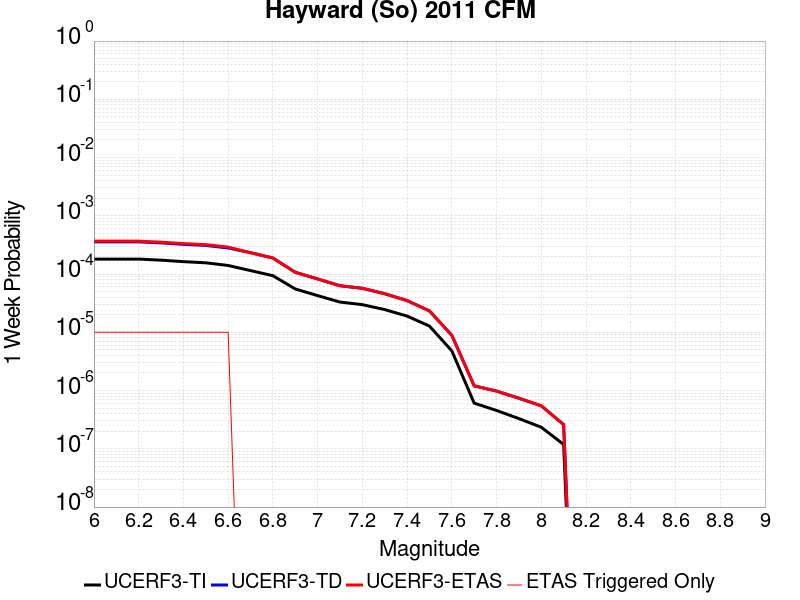 Hayward (So) 2011 CFM
10^0
10^-1
10^-2
10^-3
10^-4
10^-5
10^-6
10^-7
10^-8
1 Week Probability
6 6.2 6.4 6.6 6.8 7 7.2 7.4 7.6 7.8 8 8.2 8.4 8.6 8.8 9
Magnitude
UCERF3-TI UCERF3-TD UCERF3-ETAS ETAS Triggered Only